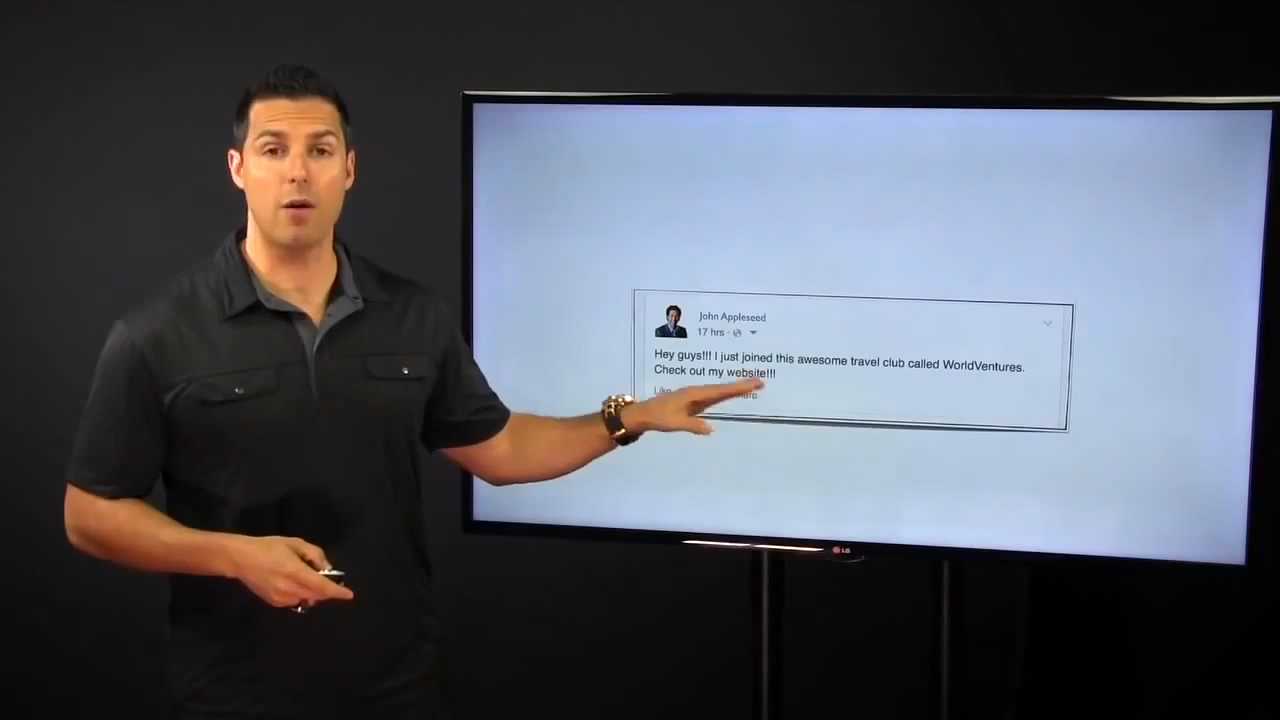 John Appleseed
17 hrs ·
Hey guys!!! I just joined this awesome travel club called WorldVentures.
Check out my website!!!
Like
LG